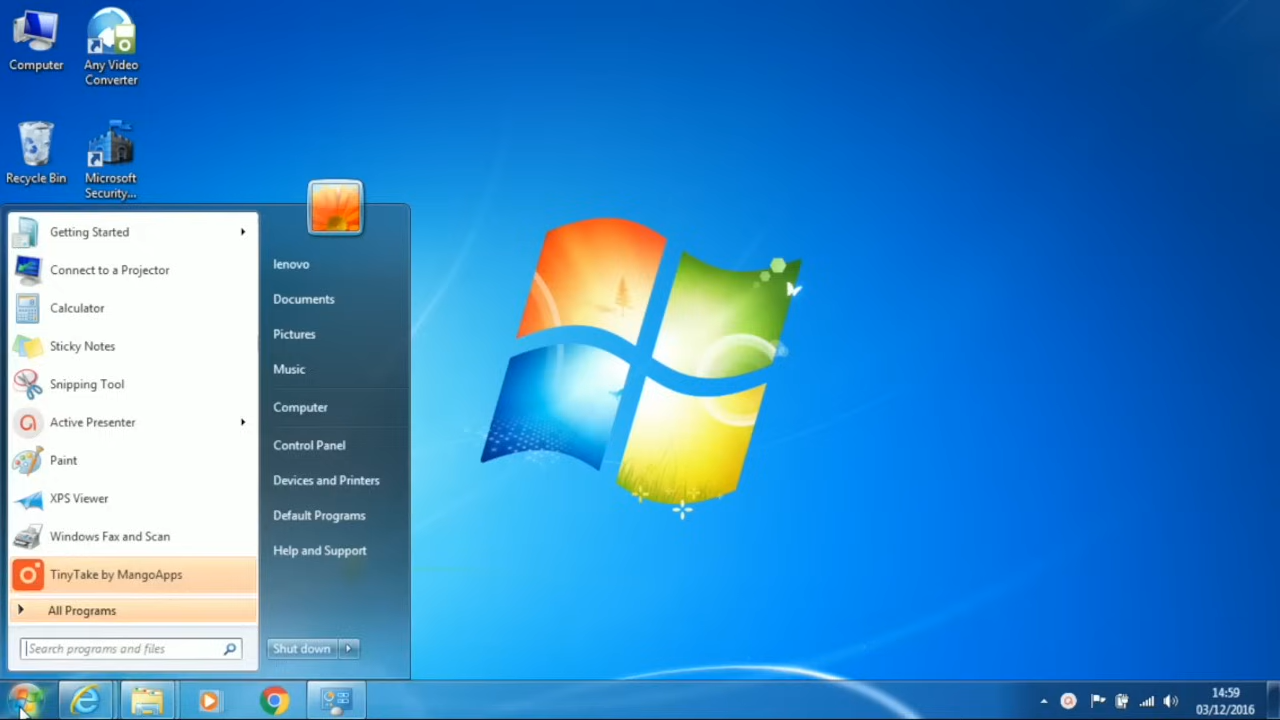 Computer
Any Video
Converter
Recycle Bin
Microsoft
Security...
Getting Started
Connect to a Projector
Calculator
Sticky Notes
Snipping Tool
Active Presenter
Paint
XPS Viewer
Windows Fax and Scan
TinyTake by MangoApps
All Programs
Search programs and files
lenovo
Documents
Pictures
Music
Computer
Control Panel
Devices and Printers
Default Programs
Help and Support
Shut down
14:59
03/12/2016